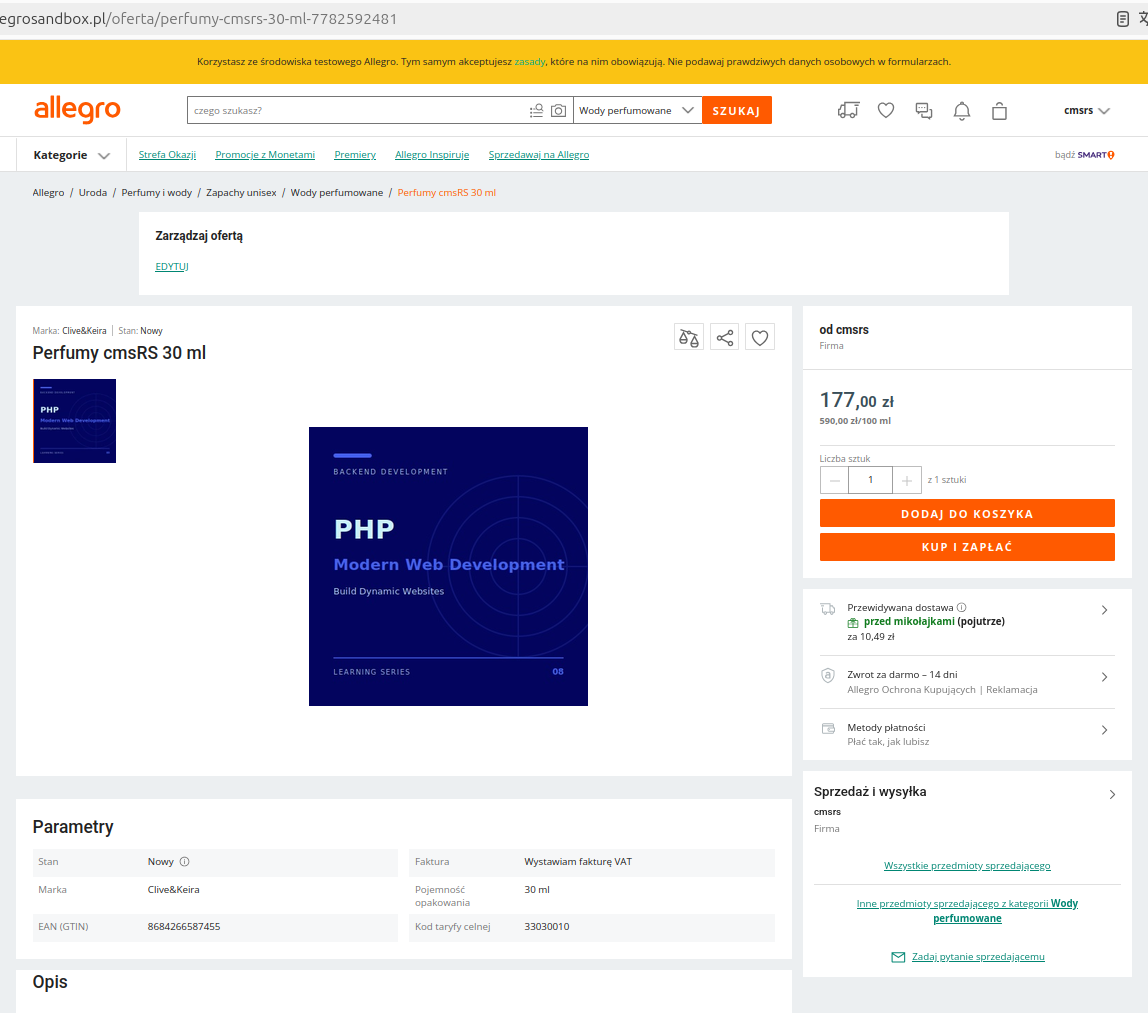 egrosandbox.pl/oferta/perfumy-cmsrs-30-ml-7782592481
Korzystasz ze środowiska testowego Allegro. Tym samym akceptujesz zasady, które na nim obowiązują. Nie podawaj prawdziwych danych osobowych w formularzach.
allegro
czego szukasz?
Wody perfumowane
SZUKAJ
cmsrs
Kategorie
Strefa Okazji
Promocje z Monetami
Premiery
Allegro Inspiruje
Sprzedawaj na Allegro
bądź SMART!
Allegro / Uroda / Perfumy i wody / Zapachy unisex / Wody perfumowane / Perfumy cmsRS 30 ml
Zarządzaj ofertą
EDYTUJ
Marka: Clive&Keira | Stan: Nowy
Perfumy cmsRS 30 ml
PHP
Modern Web Development
BACKEND DEVELOPMENT
PHP
Modern Web Development
Build Dynamic Websites
LEARNING SERIES
08
od cmsrs
Firma
177,00 zł
590,00 zł/100 ml
Liczba sztuk
1
z 1 sztuki
DODAJ DO KOSZYKA
KUP I ZAPŁAĆ
Przewidywana dostawa
przed mikołajkami (pojutrze)
za 10,49 zł
Zwrot za darmo – 14 dni
Allegro Ochrona Kupujących | Reklamacja
Metody płatności
Płać tak, jak lubisz
Sprzedaż i wysyłka
cmsrs
Firma
Wszystkie przedmioty sprzedającego
Inne przedmioty sprzedającego z kategorii Wody
perfumowane
Zadaj pytanie sprzedającemu
Parametry
Stan
Nowy
Faktura
Wystawiam fakturę VAT
Marka
Clive&Keira
Pojemność
opakowania
30 ml
EAN (GTIN)
8684266587455
Kod taryfy celnej
33030010
Opis